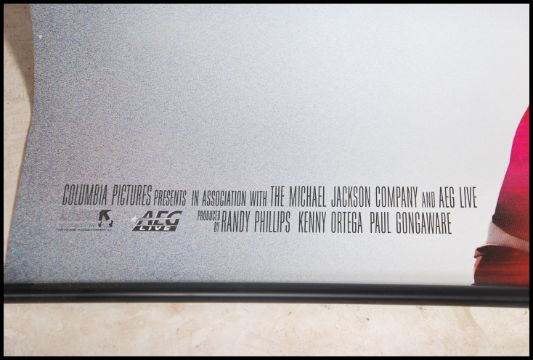 COLUMBIA PICTURES PRESENTS IN ASSOCIATION WITH THE MICHAEL JACKSON COMPANY AND AEG LIVE
PRODUCED BY RANDY PHILLIPS KENNY ORTEGA PAUL GONGAWARE
AEG
LIVE